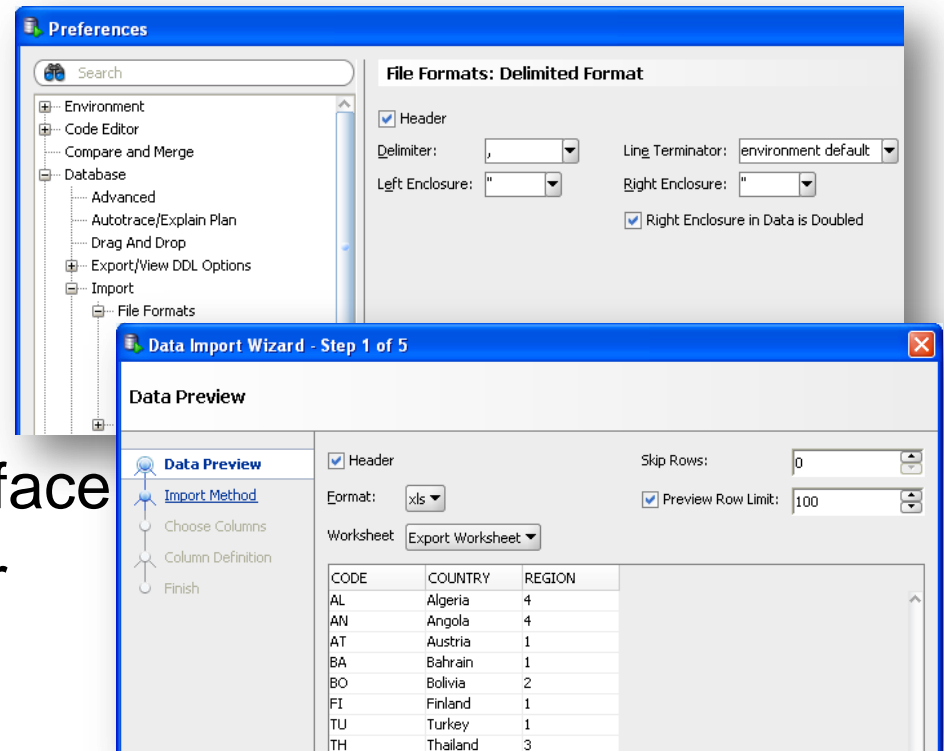 Preferences
Search
File Formats: Delimited Format
Environment
Code Editor
Compare and Merge
Database
Advanced
Autotrace/Explain Plan
Drag And Drop
Export/View DDL Options
Import
File Formats
Header
Delimiter: , Line Terminator: environment default
Left Enclosure: " Right Enclosure: "
Right Enclosure in Data is Doubled
Data Import Wizard - Step 1 of 5
Data Preview
Data Preview
Import Method
Choose Columns
Column Definition
Finish
Header Skip Rows: 0
Format: xls Preview Row Limit: 100
Worksheet Export Worksheet
CODE COUNTRY REGION
AL Algeria 4
AN Angola 4
AT Austria 1
BA Bahrain 1
BO Bolivia 2
FI Finland 1
TU Turkey 1
TH Thailand 3
face